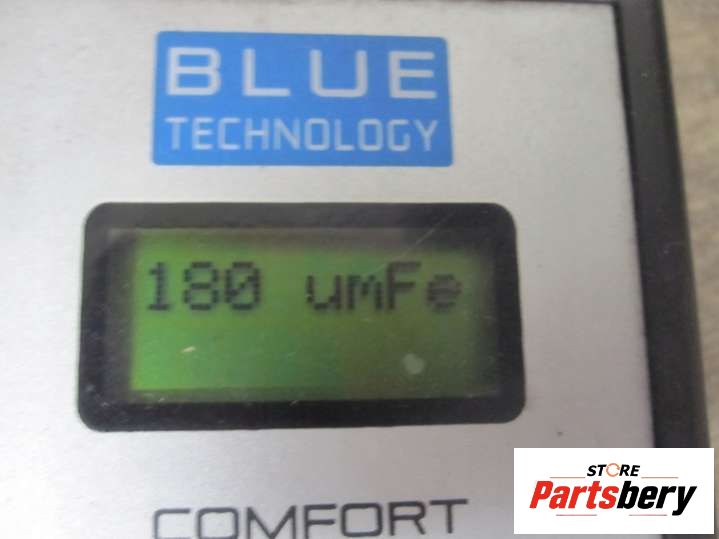 BLUE
TECHNOLOGY
180 umFe
COMFORT
STORE
Partsbery